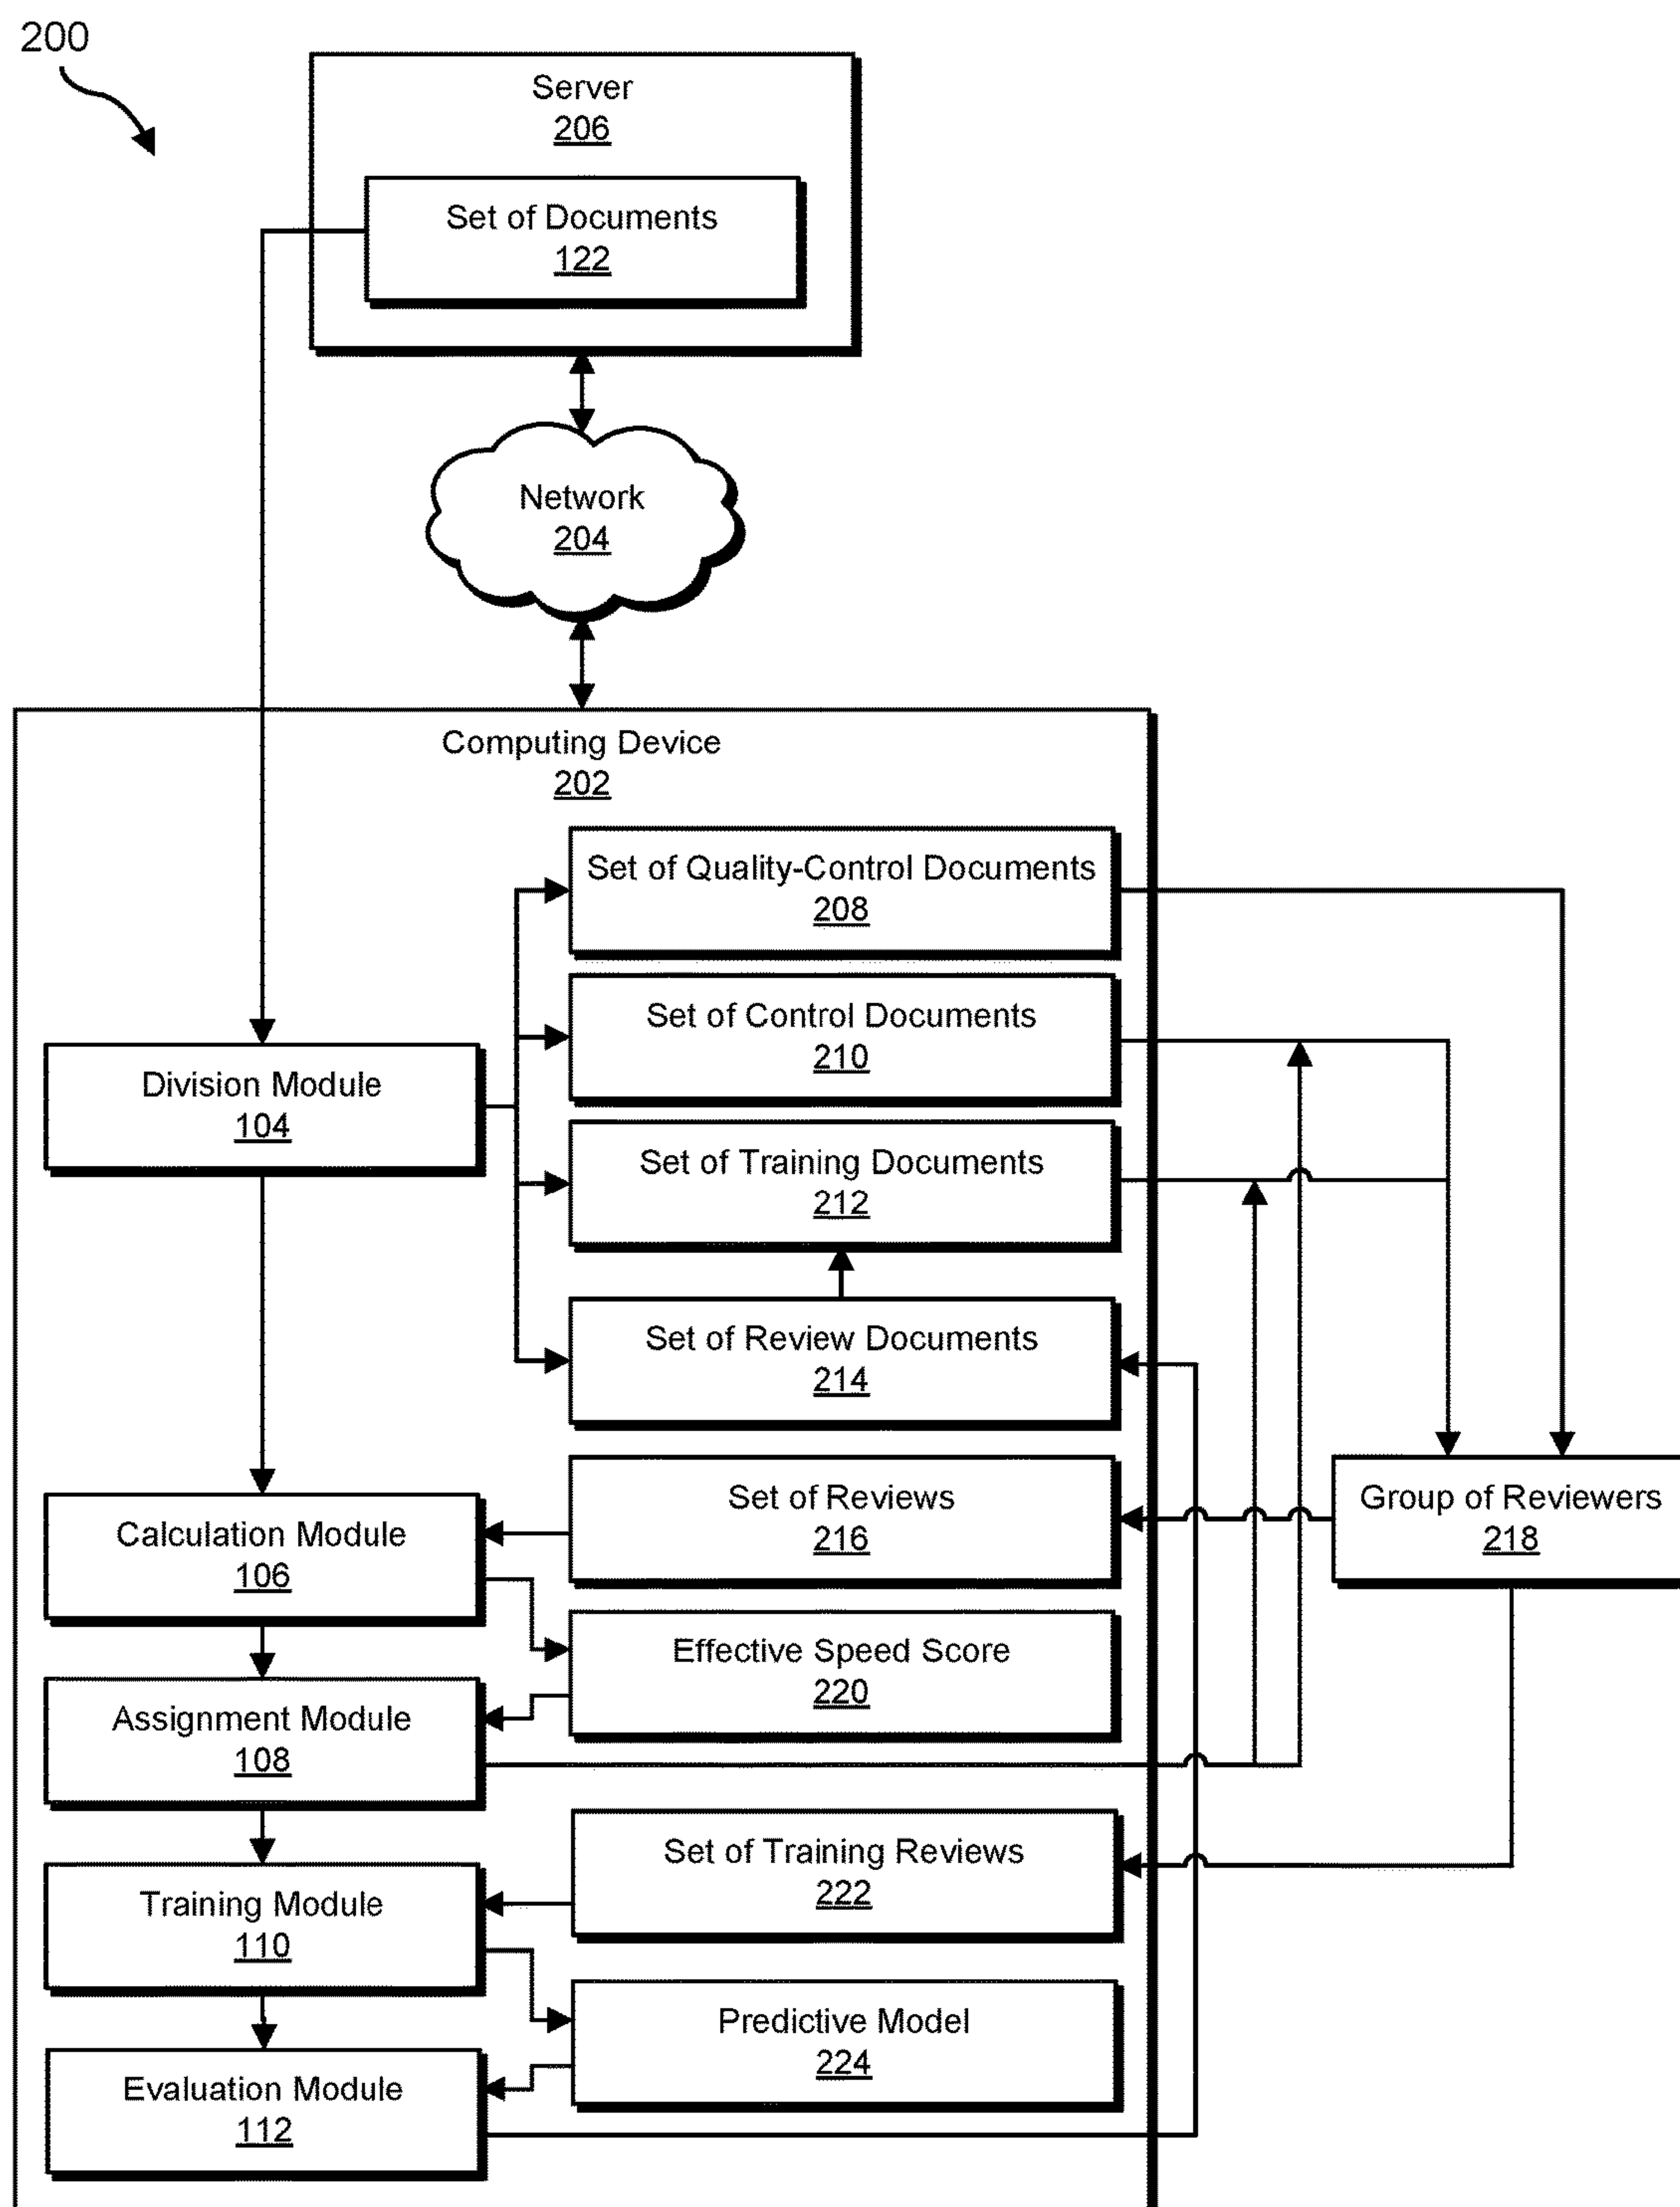 200
Server
206
Set of Documents
122
Network
204
Computing Device
202
Set of Quality-Control Documents
208
Set of Control Documents
210
Division Module
104
Set of Training Documents
212
Set of Review Documents
214
Set of Reviews
216
Group of Reviewers
218
Calculation Module
106
Effective Speed Score
220
Assignment Module
108
Set of Training Reviews
222
Training Module
110
Predictive Model
224
Evaluation Module
112